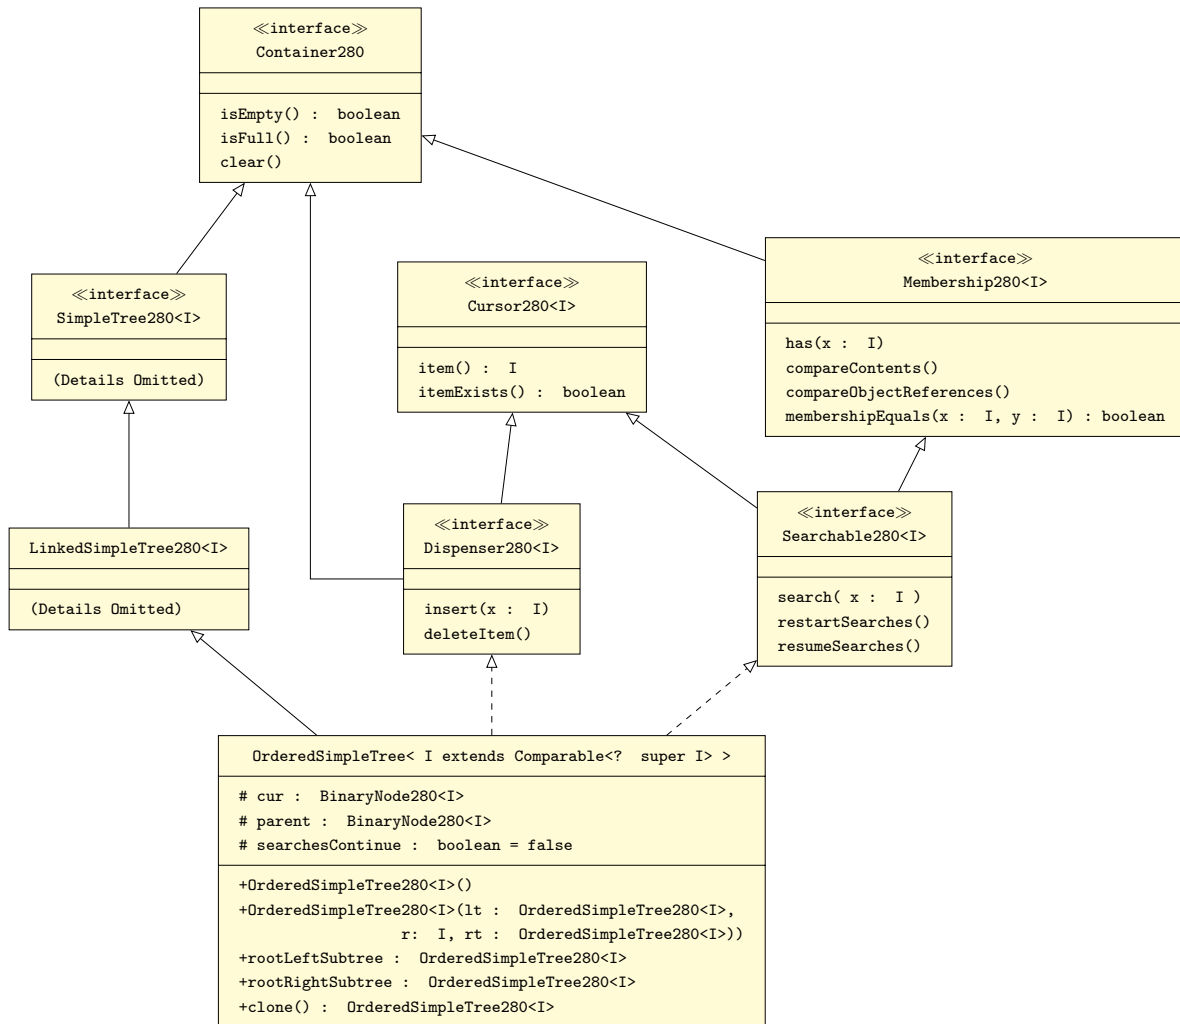 ≪interface≫
Container280
isEmpty() : boolean
isFull() : boolean
clear()
≪interface≫
SimpleTree280<I>
(Details Omitted)
≪interface≫
Cursor280<I>
item() : I
itemExists() : boolean
≪interface≫
Membership280<I>
has(x : I)
compareContents()
compareObjectReferences()
membershipEquals(x : I, y : I) : boolean
LinkedSimpleTree280<I>
(Details Omitted)
≪interface≫
Dispenser280<I>
insert(x : I)
deleteItem()
≪interface≫
Searchable280<I>
search( x : I )
restartSearches()
resumeSearches()
OrderedSimpleTree< I extends Comparable<? super I> >
# cur : BinaryNode280<I>
# parent : BinaryNode280<I>
# searchesContinue : boolean = false
+OrderedSimpleTree280<I>()
+OrderedSimpleTree280<I>(lt : OrderedSimpleTree280<I>,
r: I, rt : OrderedSimpleTree280<I>))
+rootLeftSubtree : OrderedSimpleTree280<I>
+rootRightSubtree : OrderedSimpleTree280<I>
+clone() : OrderedSimpleTree280<I>